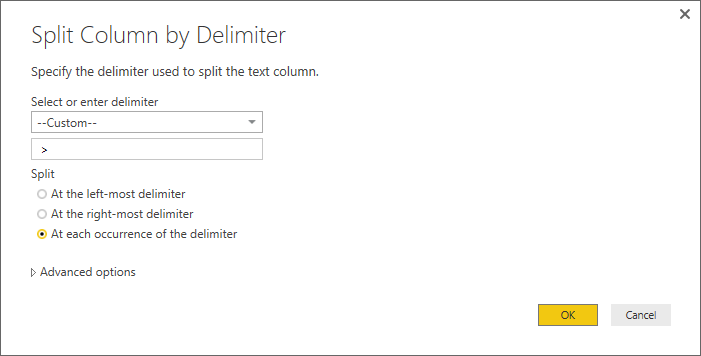 Split Column by Delimiter
Specify the delimiter used to split the text column.
Select or enter delimiter
--Custom--
>
Split
At the left-most delimiter
At the right-most delimiter
At each occurrence of the delimiter
Advanced options
OK
Cancel